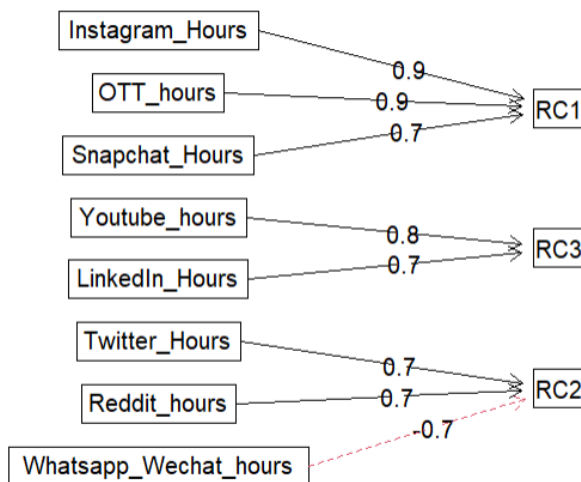 Instagram_Hours
0.9
OTT_hours
0.9
RC1
Snapchat_Hours
0.7
Youtube_hours
0.8
RC3
LinkedIn_Hours
0.7
Twitter_Hours
0.7
RC2
Reddit_hours
0.7
Whatsapp_Wechat_hours
-0.7